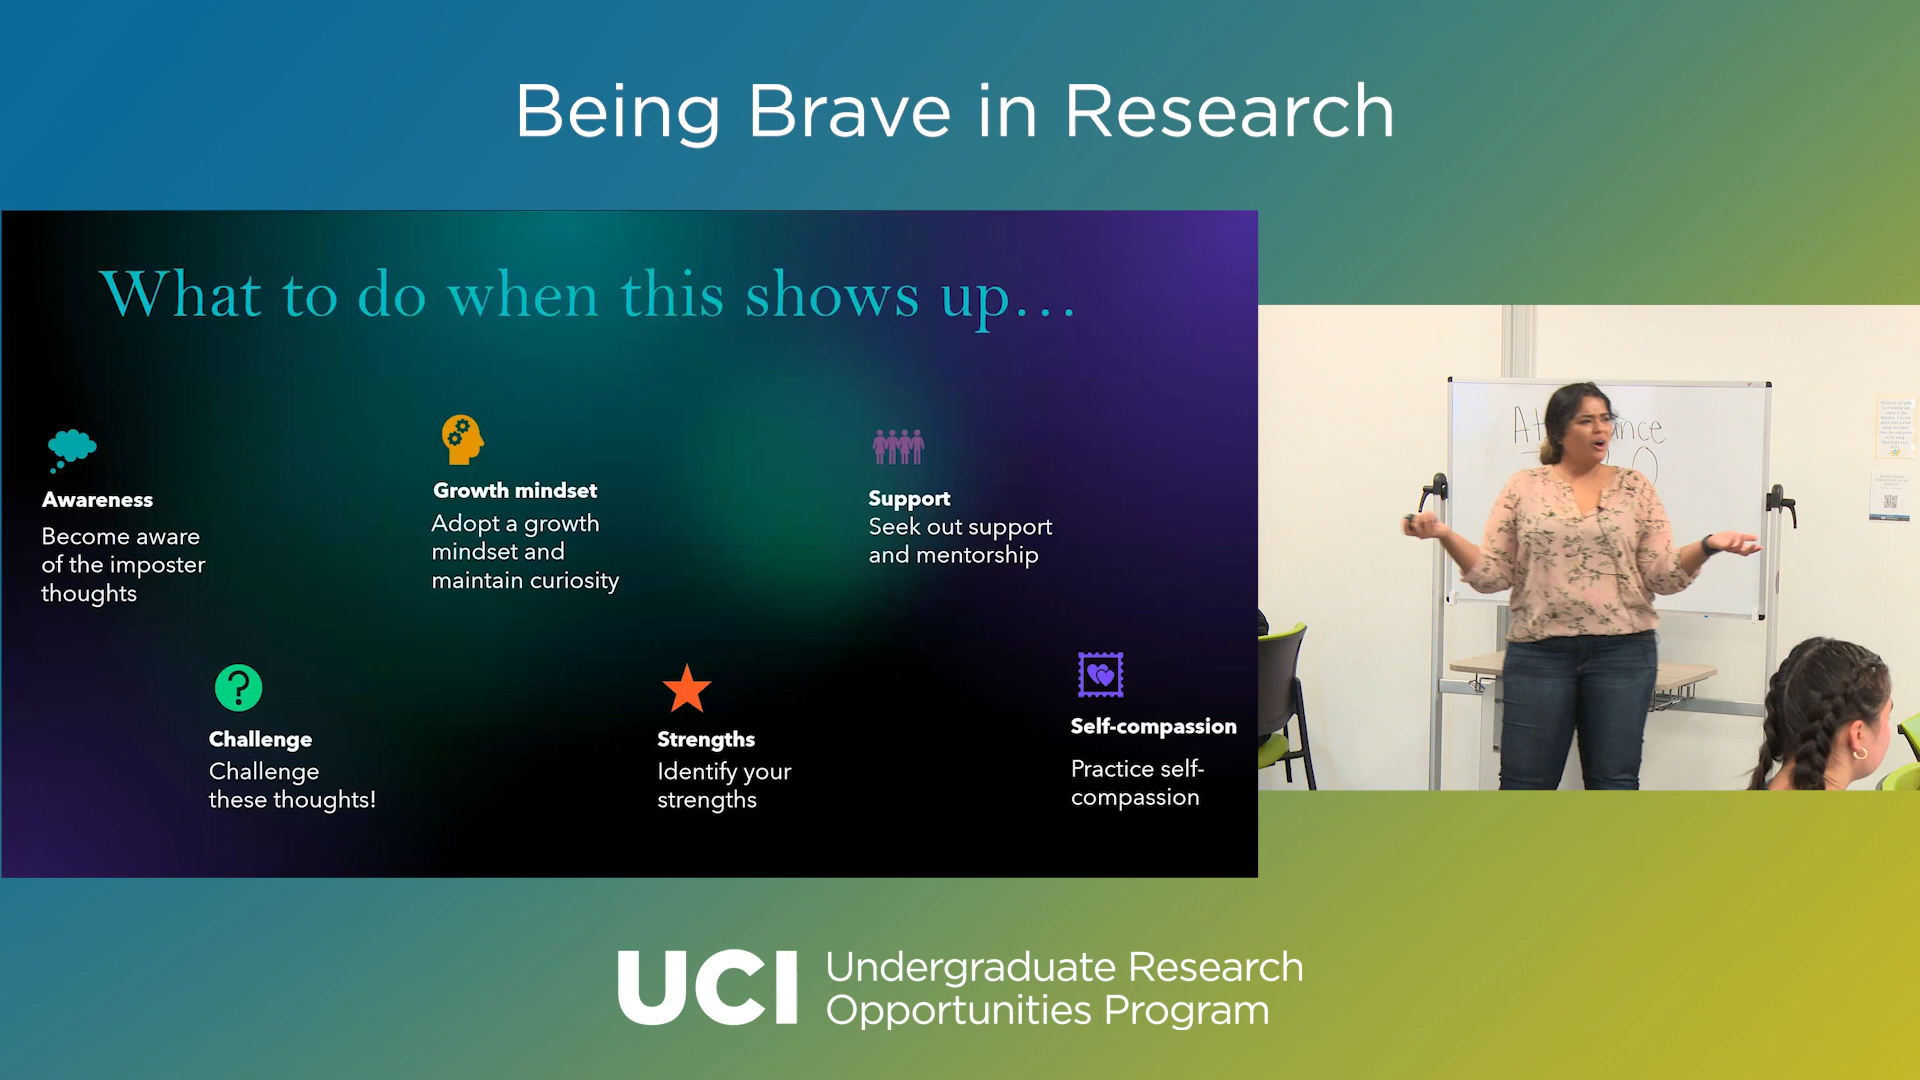 Being Brave in Research
What to do when this shows up...
Awareness
Become aware
of the imposter
thoughts
Growth mindset
Adopt a growth
mindset and
maintain curiosity
Support
Seek out support
and mentorship
Challenge
Challenge
these thoughts!
Strengths
Identify your
strengths
Self-compassion
Practice self-
compassion
UCI
Undergraduate Research
Opportunities Program